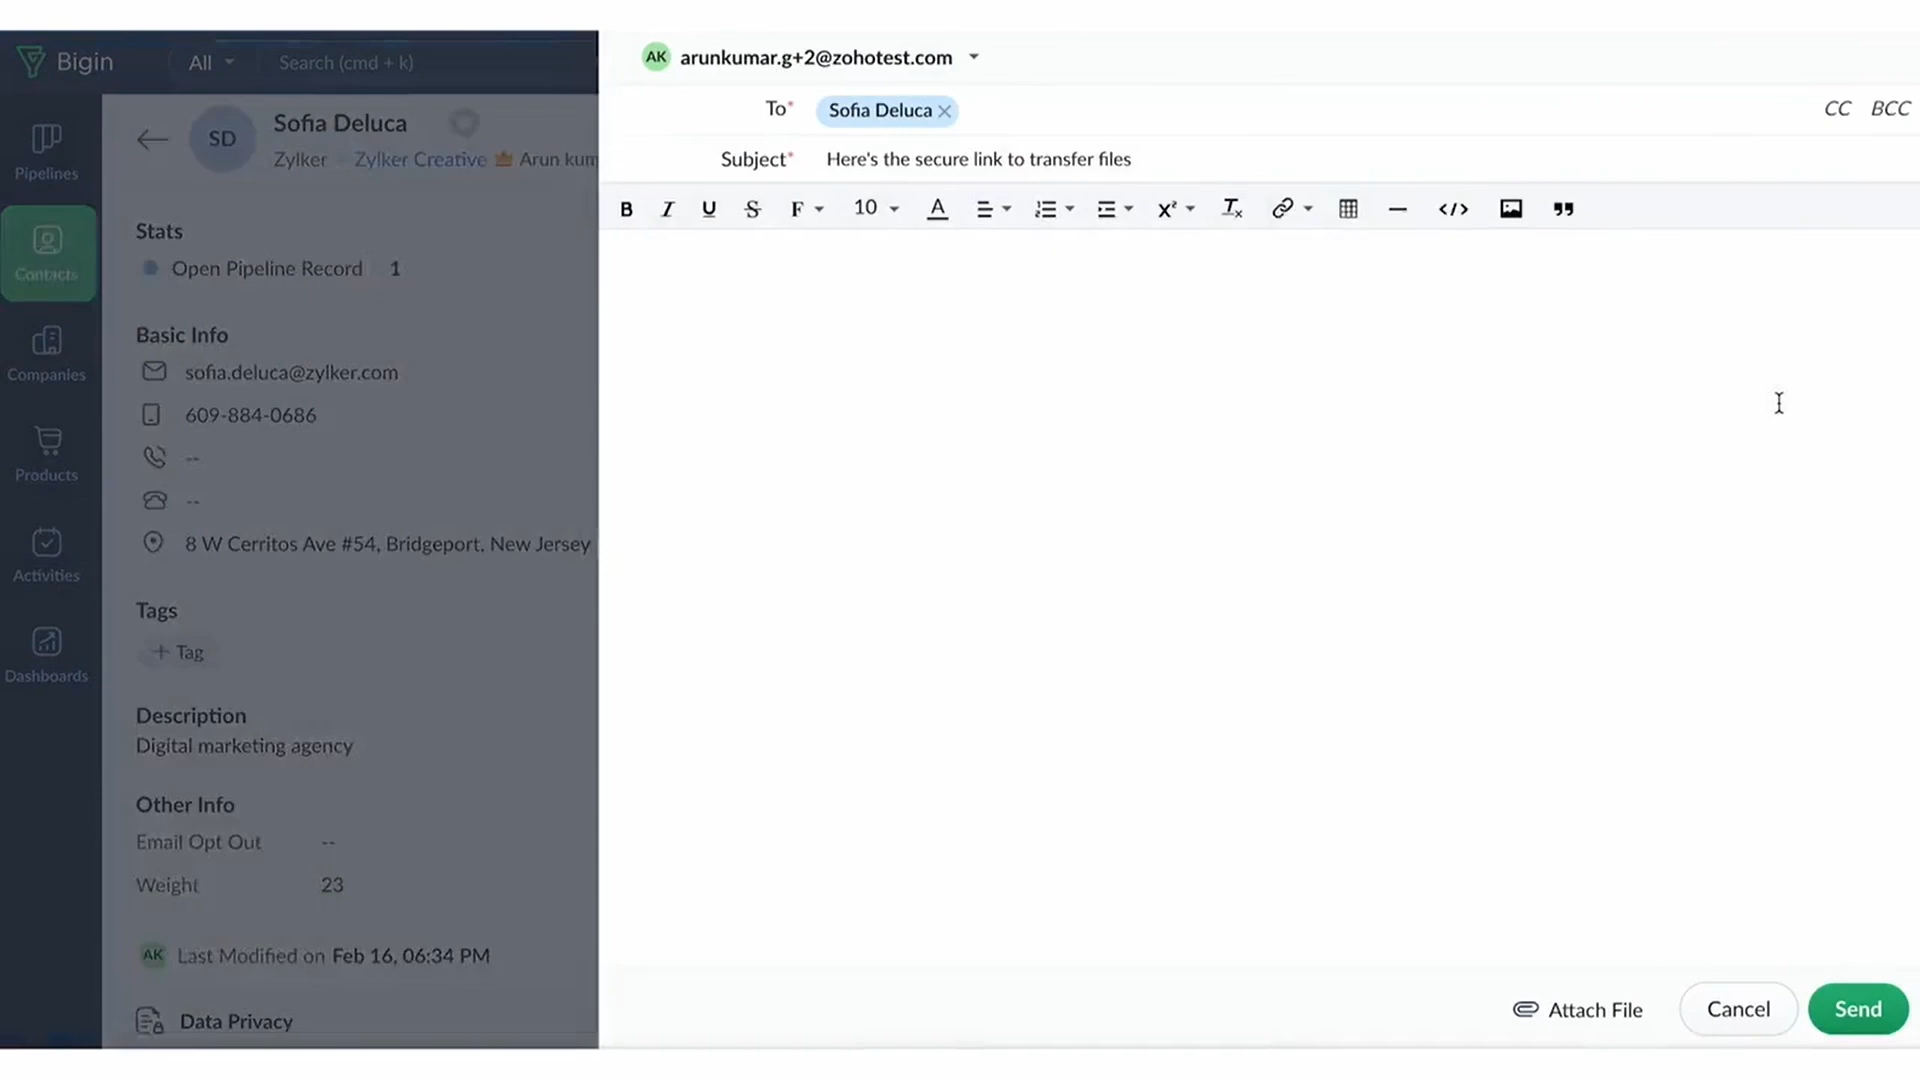 Bigin
All
Search (cmd + k)
Pipelines
Contacts
Companies
Products
Activities
Dashboards
SD
Sofia Deluca
Zylker
Zylker Creative
Arun kum
Stats
Open Pipeline Record 1
Basic Info
sofia.deluca@zylker.com
609-884-0686
--
--
8 W Cerritos Ave #54, Bridgeport, New Jersey
Tags
+ Tag
Description
Digital marketing agency
Other Info
Email Opt Out --
Weight 23
AK Last Modified on Feb 16, 06:34 PM
Data Privacy
AK arunkumar.g+2@zohotest.com
To* Sofia Deluca
CC BCC
Subject* Here's the secure link to transfer files
B I U S F 10 A
Attach File
Cancel
Send